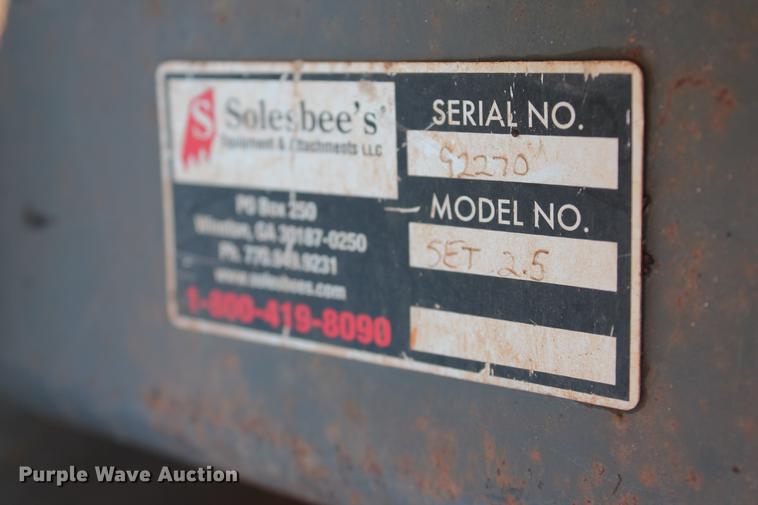 S
Solesbee's
Equipment & Attachments LLC
PO Box 250
Winston, GA 30187-0250
Ph. 770.949.9231
www.solesbees.com
1-800-419-8090
SERIAL NO.
92270
MODEL NO.
SET 2.5
Purple Wave Auction